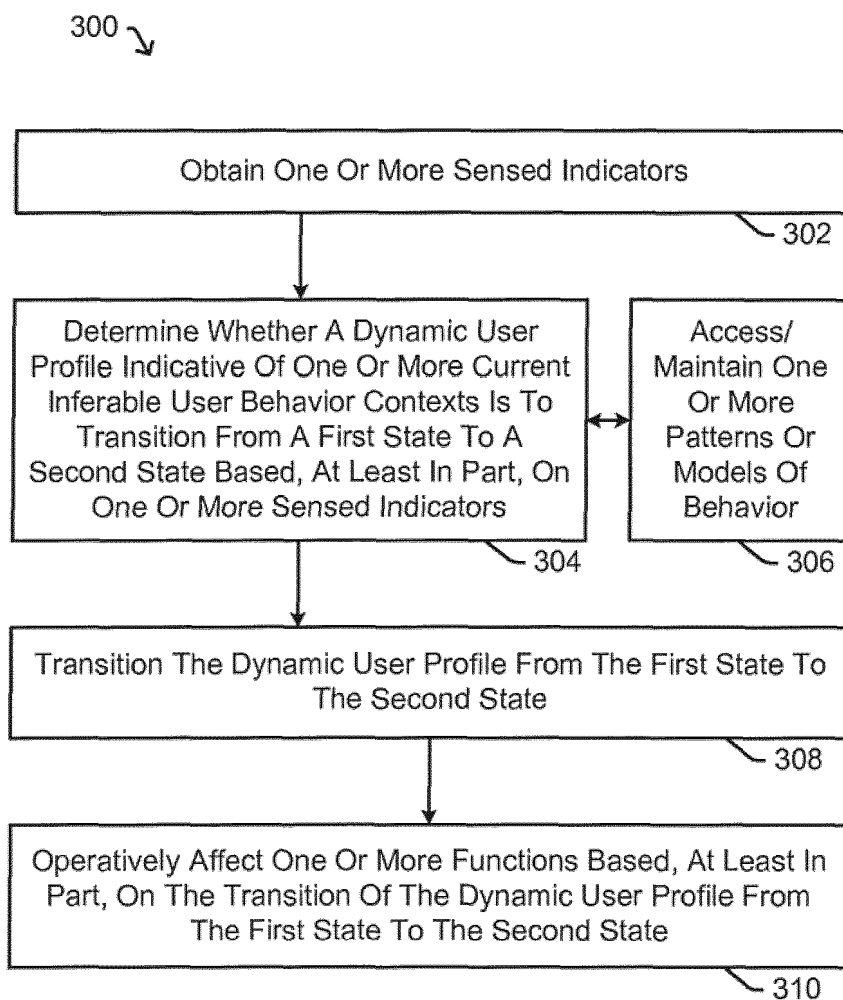 300
Obtain One Or More Sensed Indicators
302
Determine Whether A Dynamic User
Profile Indicative Of One Or More Current
Inferable User Behavior Contexts Is To
Transition From A First State To A
Second State Based, At Least In Part, On
One Or More Sensed Indicators
304
Access/
Maintain One
Or More
Patterns Or
Models Of
Behavior
306
Transition The Dynamic User Profile From The First State To
The Second State
308
Operatively Affect One Or More Functions Based, At Least In
Part, On The Transition Of The Dynamic User Profile From
The First State To The Second State
310